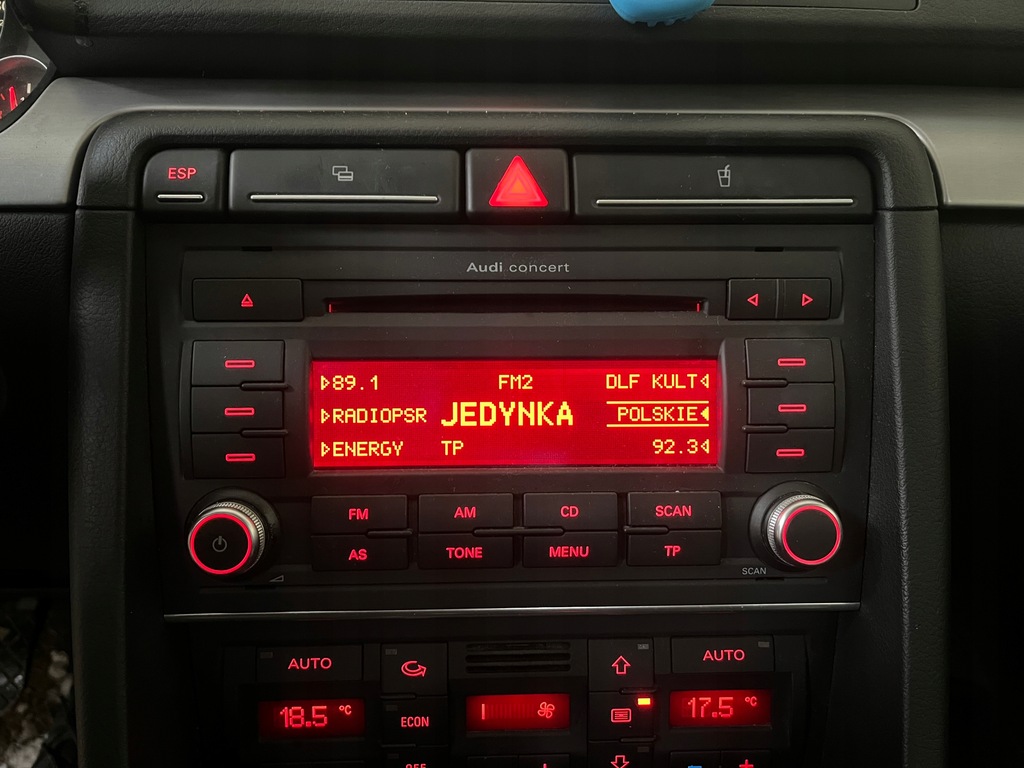 ESP
Audi concert
89.1 FM2 DLF KULT
RADIOPSR JEDYNKA POLSKIE
ENERGY TP 92.3
FM AM CD SCAN
AS TONE MENU TP
SCAN
AUTO AUTO
18.5 °C 17.5 °C
ECON